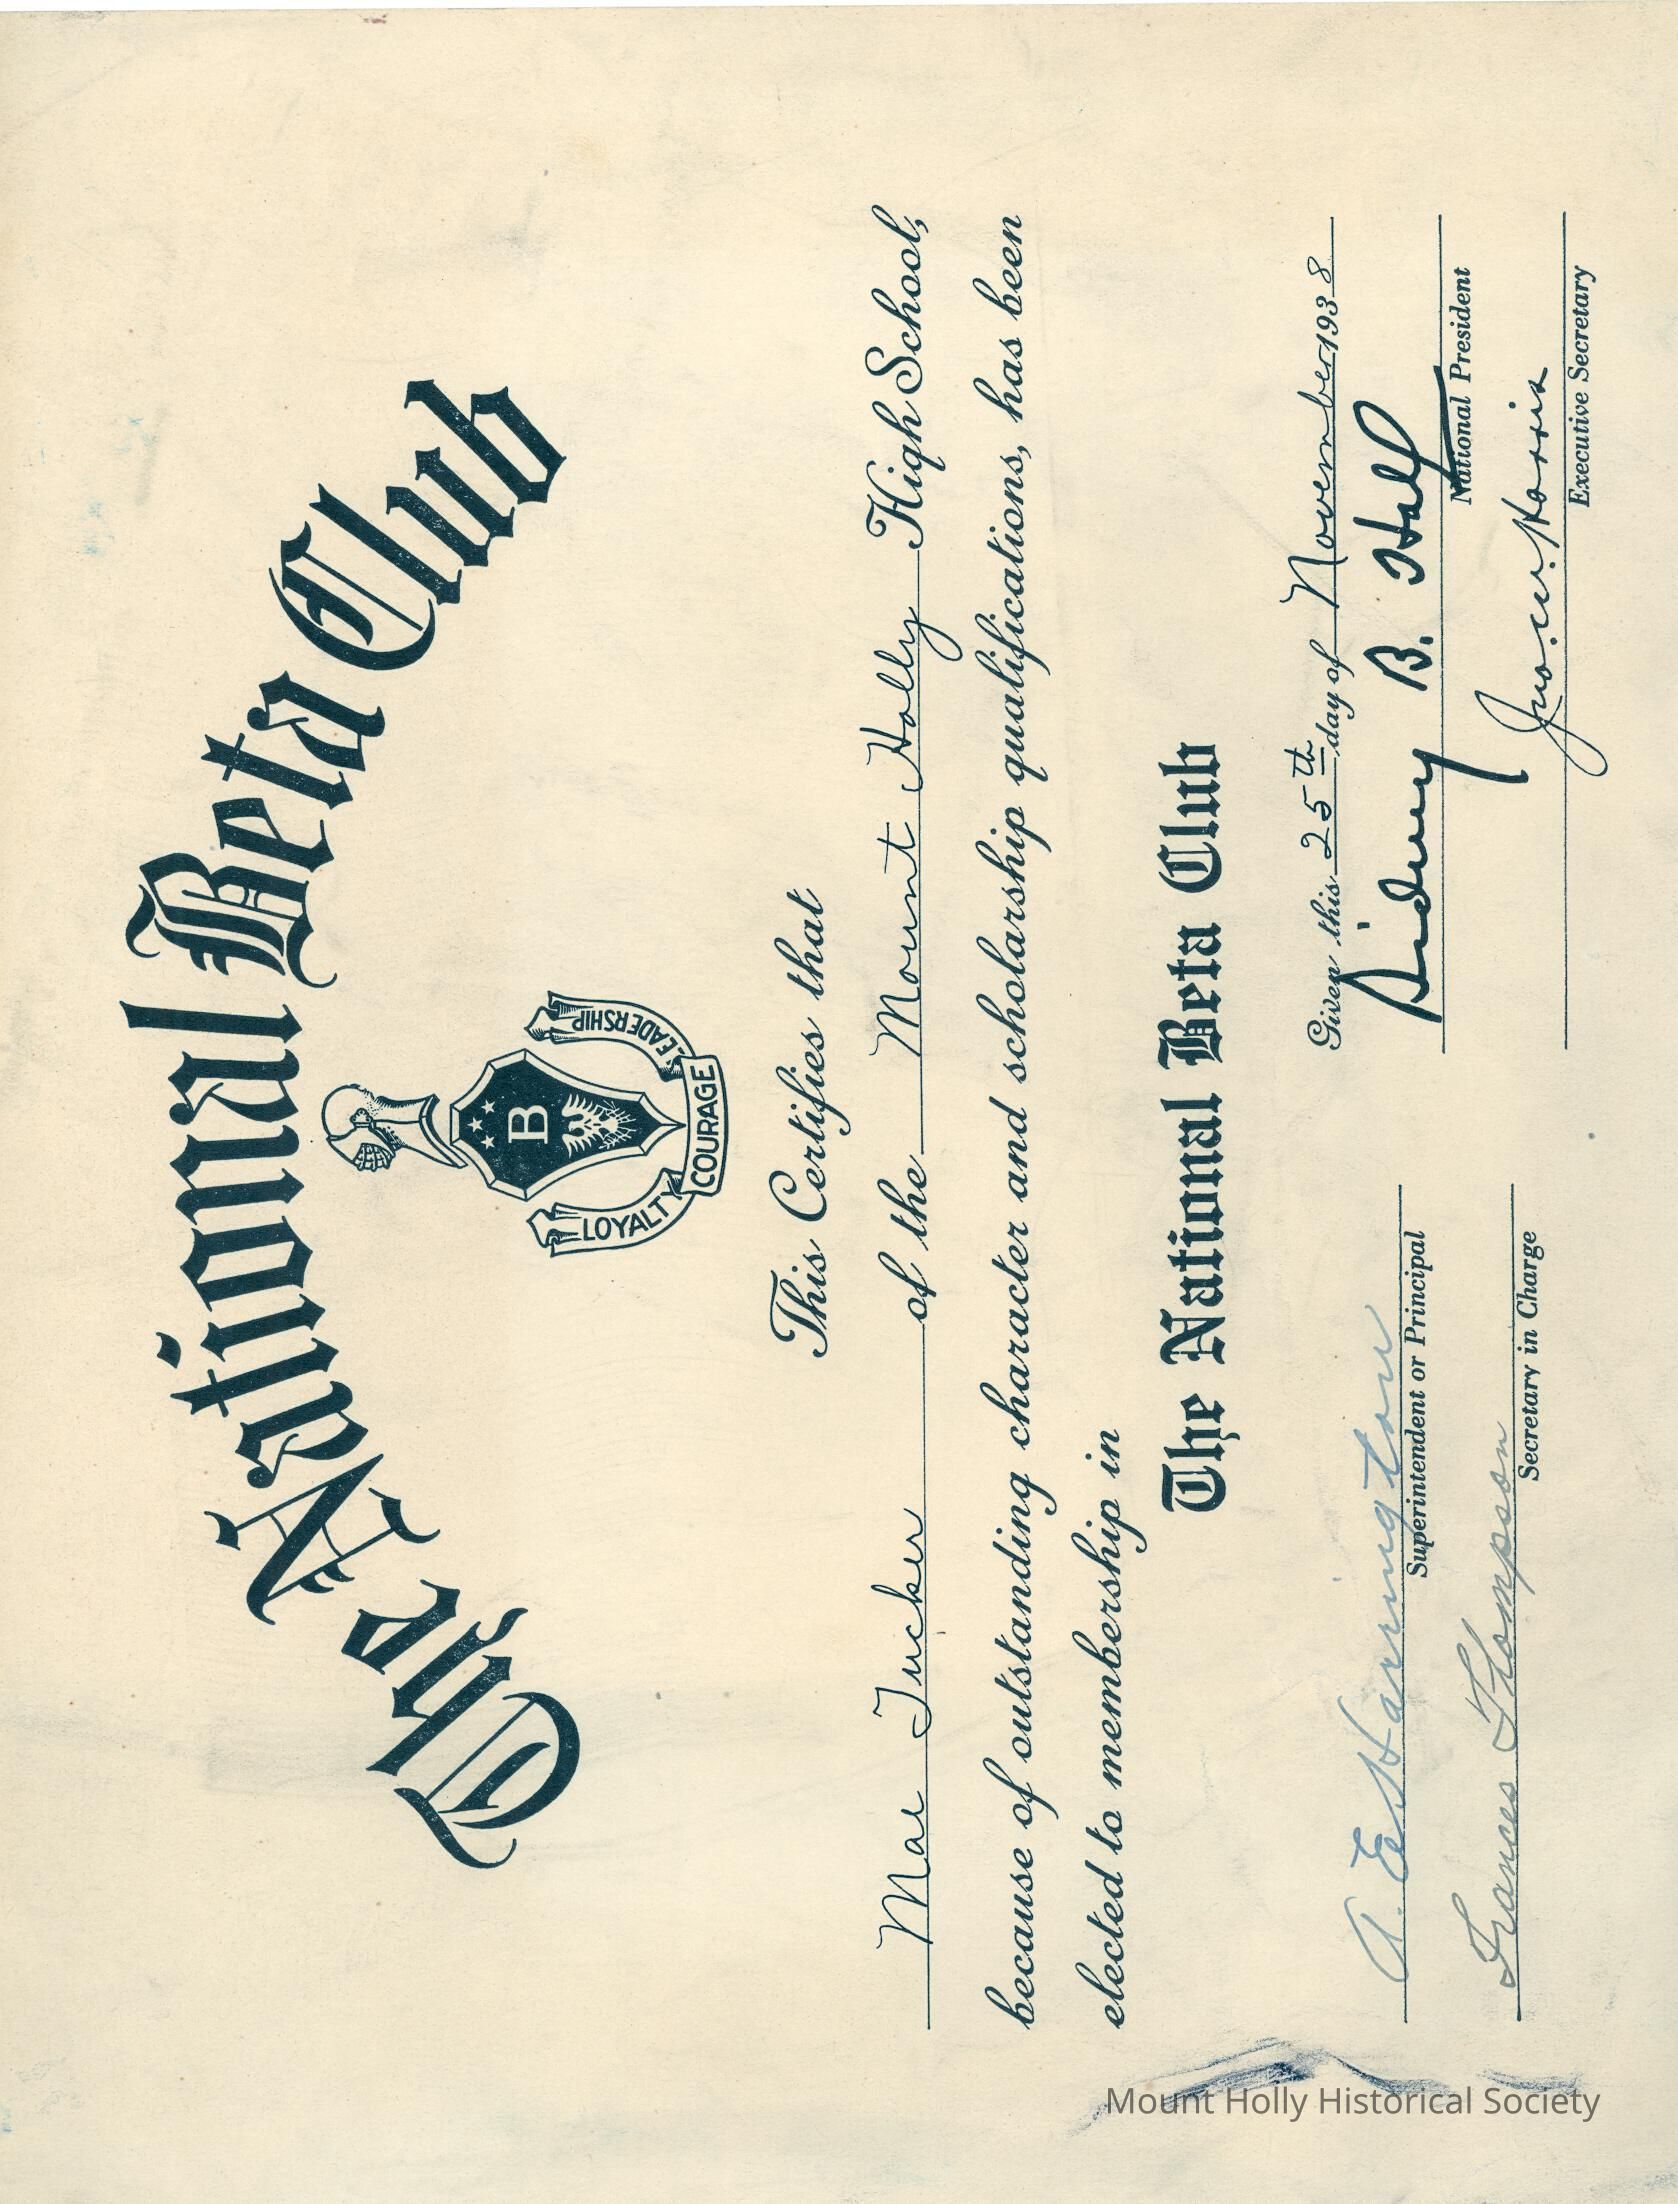 The National Beta Club
B
LOYALTY COURAGE LEADERSHIP
This Certifies that
Mae Tucker of the Mount Holly High School,
because of outstanding character and scholarship qualifications, has been
elected to membership in
The National Beta Club
Given this 25th day of November 1938
A. E. Harrington
Superintendent or Principal
Sidney B. Hall
National President
Frances Thompson
Secretary in Charge
Jno. W. Harris
Executive Secretary
Mount Holly Historical Society